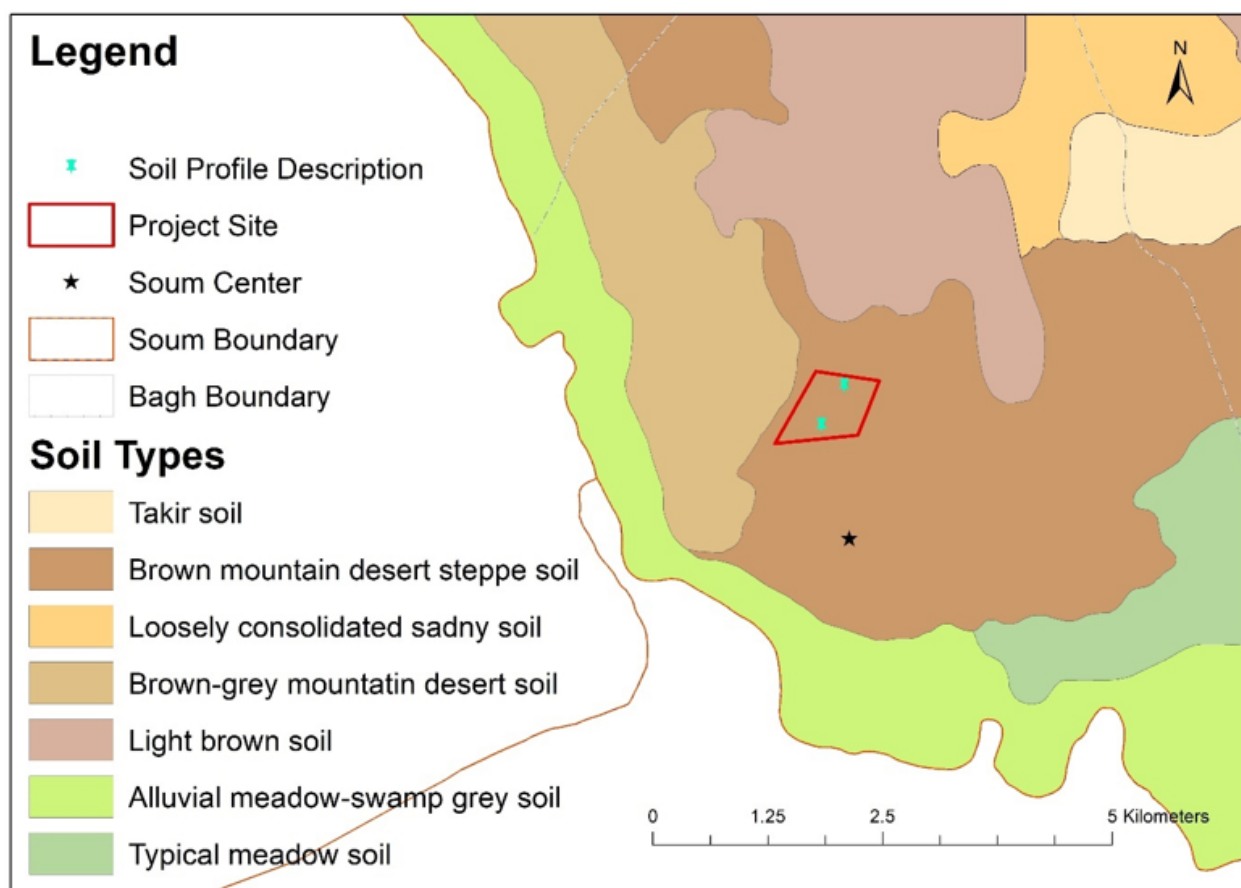 Legend
N
Soil Profile Description
Project Site
Soum Center
Soum Boundary
Bagh Boundary
Soil Types
Takir soil
Brown mountain desert steppe soil
Loosely consolidated sadny soil
Brown-grey mountatin desert soil
Light brown soil
Alluvial meadow-swamp grey soil
Typical meadow soil
0 1.25 2.5 5 Kilometers